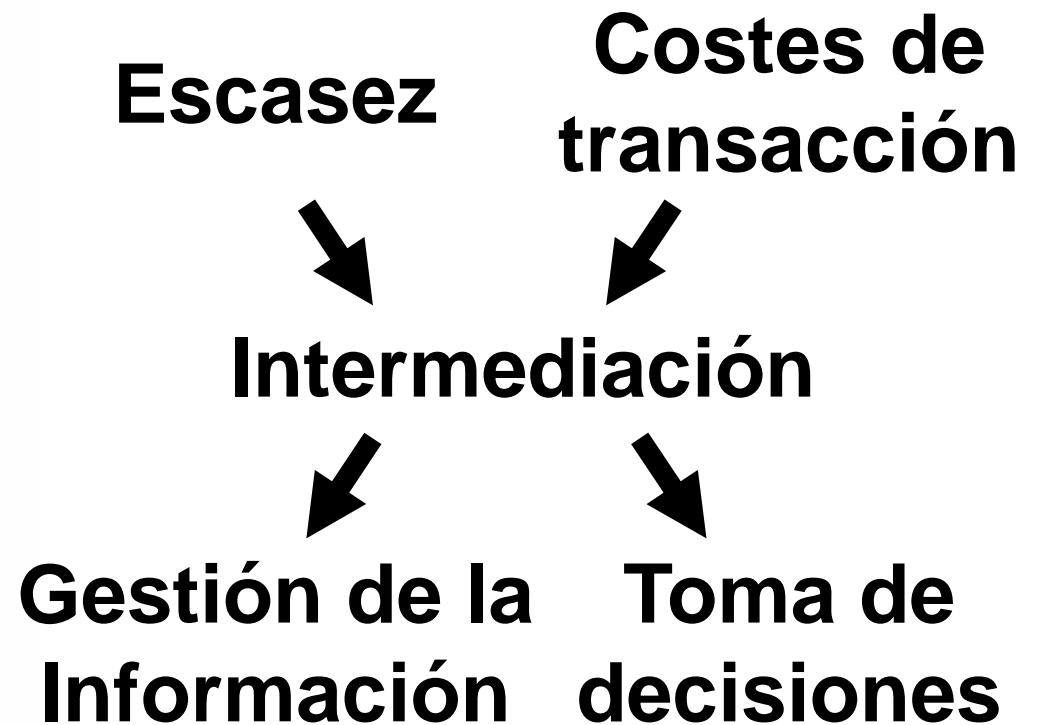 Escasez
Costes de
transacción
Intermediación
Gestión de la
Información
Toma de
decisiones